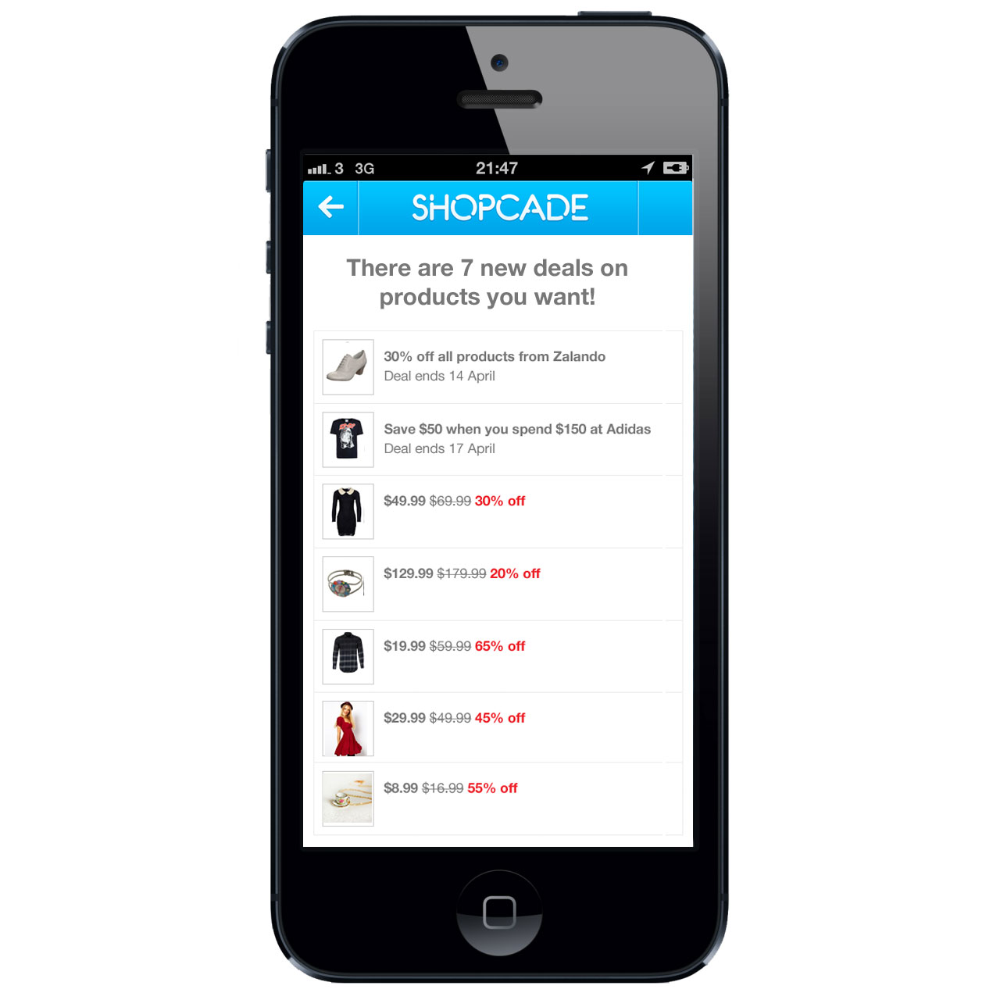 3 3G 21:47
SHOPCADE
There are 7 new deals on
products you want!
30% off all products from Zalando
Deal ends 14 April
Save $50 when you spend $150 at Adidas
Deal ends 17 April
$49.99 $69.99 30% off
$129.99 $179.99 20% off
$19.99 $59.99 65% off
$29.99 $49.99 45% off
$8.99 $16.99 55% off